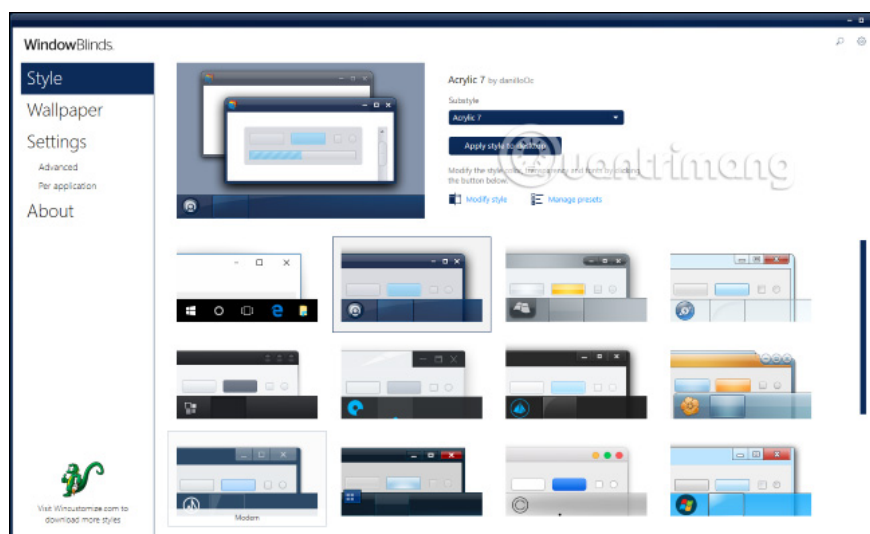 WindowBlinds.
Style
Wallpaper
Settings
Advanced
Per application
About
Visit Wincustomize.com to
download more styles
Acrylic 7 by danilloOc
Substyle
Acrylic 7
Apply style to desktop
Modify the style color, transparency and fonts by clicking
the button below:
Modify style
Manage presets
Quantrimang
Modern